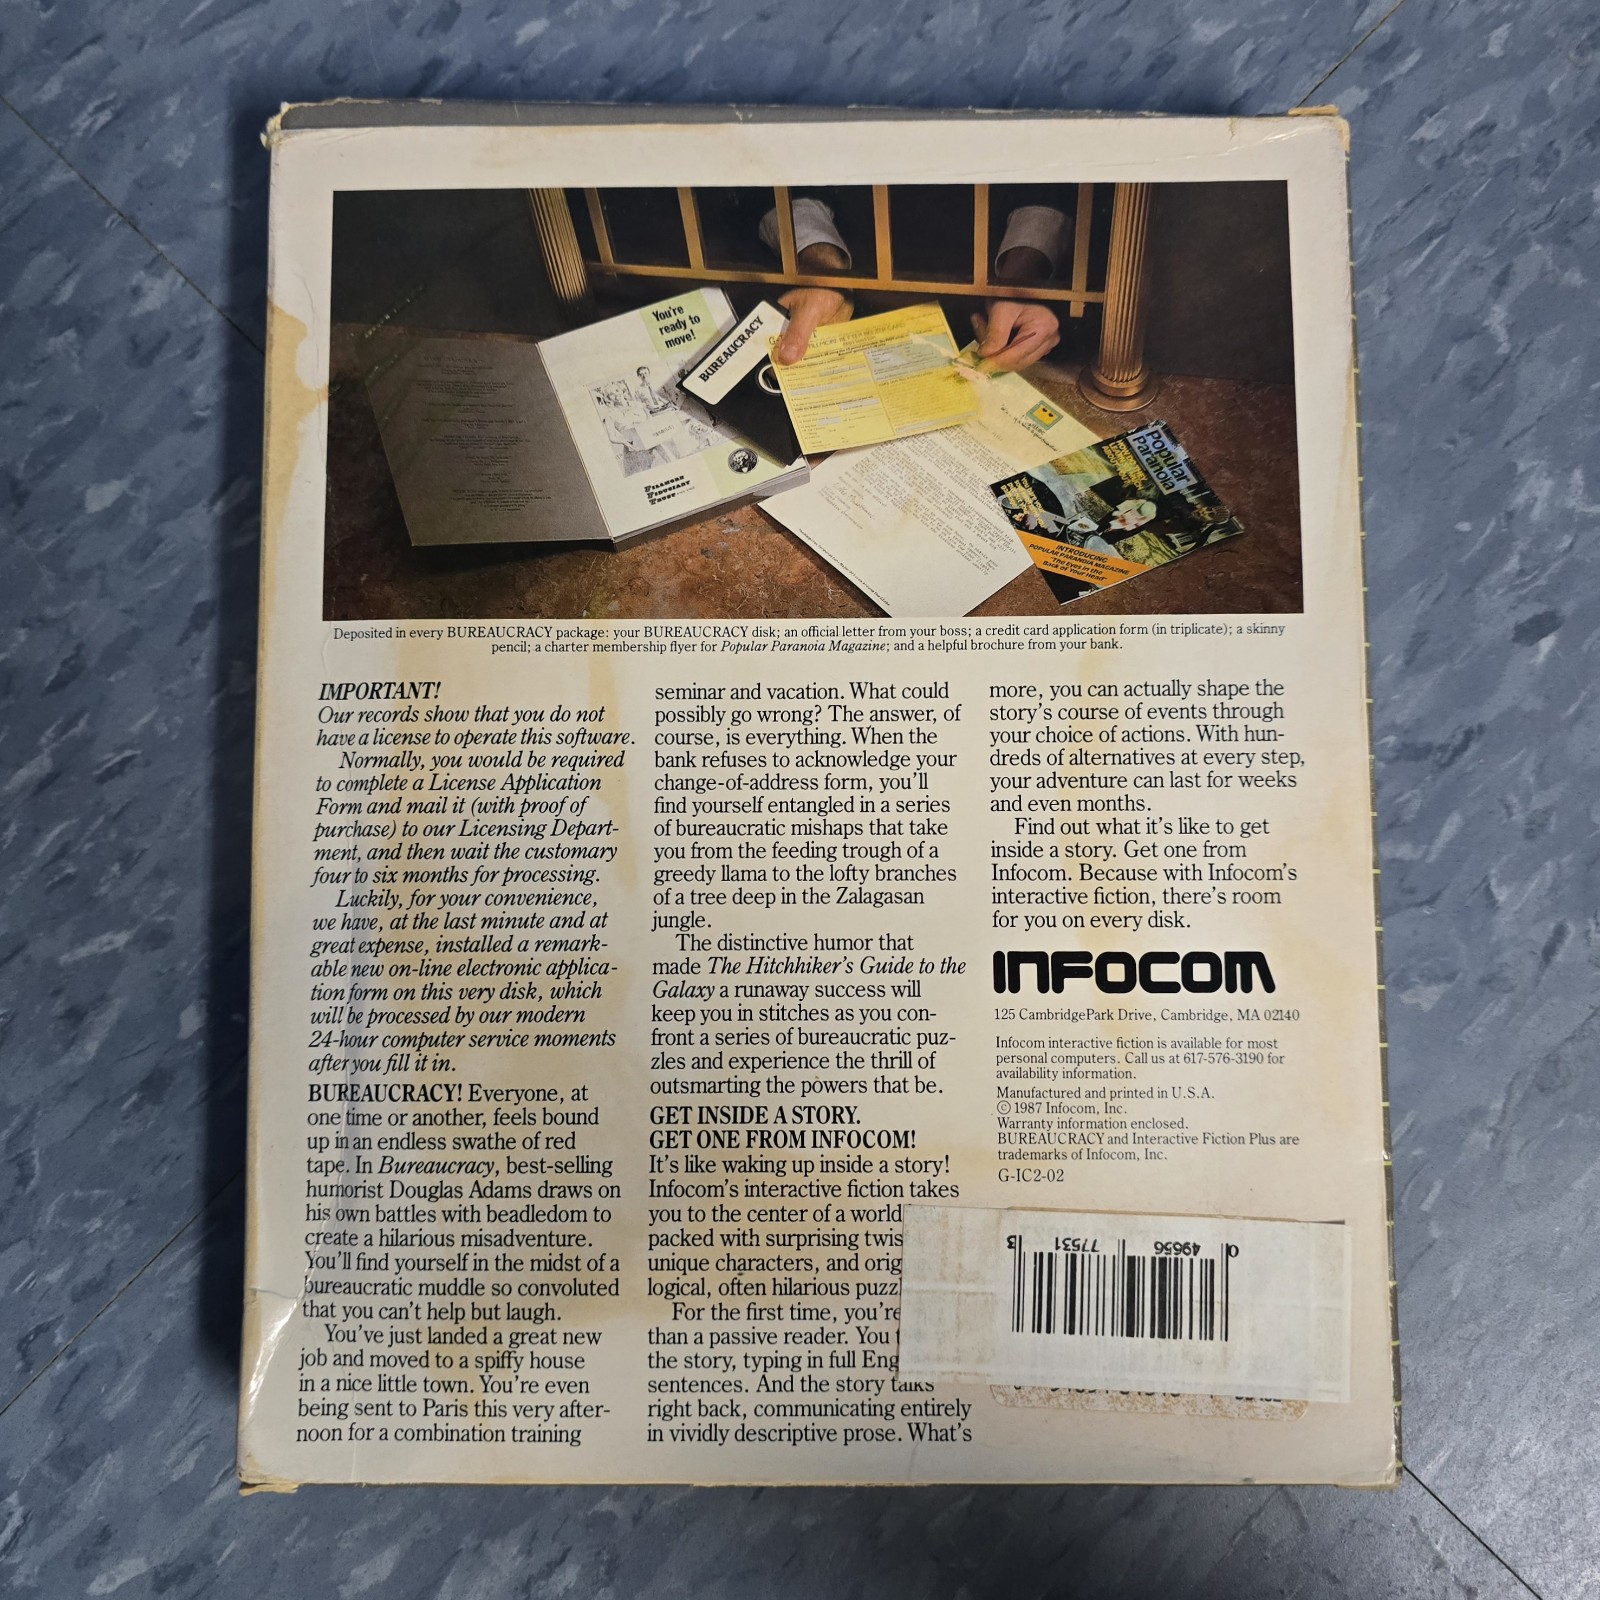 You're
ready to
move!
BUREAUCRACY
FILLMORE
FIDUCIARY
TRUST
Popular
Paranoia
INTRODUCING
POPULAR PARANOIA MAGAZINE
"The Eyes in the
Back of Your Head"
Deposited in every BUREAUCRACY package: your BUREAUCRACY disk; an official letter from your boss; a credit card application form (in triplicate); a skinny
pencil; a charter membership flyer for Popular Paranoia Magazine; and a helpful brochure from your bank.
IMPORTANT!
Our records show that you do not
have a license to operate this software.
Normally, you would be required
to complete a License Application
Form and mail it (with proof of
purchase) to our Licensing Depart-
ment, and then wait the customary
four to six months for processing.
Luckily, for your convenience,
we have, at the last minute and at
great expense, installed a remark-
able new on-line electronic applica-
tion form on this very disk, which
will be processed by our modern
24-hour computer service moments
after you fill it in.
BUREAUCRACY! Everyone, at
one time or another, feels bound
up in an endless swathe of red
tape. In Bureaucracy, best-selling
humorist Douglas Adams draws on
his own battles with beadledom to
create a hilarious misadventure.
You'll find yourself in the midst of a
bureaucratic muddle so convoluted
that you can't help but laugh.
You've just landed a great new
job and moved to a spiffy house
in a nice little town. You're even
being sent to Paris this very after-
noon for a combination training
seminar and vacation. What could
possibly go wrong? The answer, of
course, is everything. When the
bank refuses to acknowledge your
change-of-address form, you'll
find yourself entangled in a series
of bureaucratic mishaps that take
you from the feeding trough of a
greedy llama to the lofty branches
of a tree deep in the Zalagasan
jungle.
The distinctive humor that
made The Hitchhiker's Guide to the
Galaxy a runaway success will
keep you in stitches as you con-
front a series of bureaucratic puz-
zles and experience the thrill of
outsmarting the powers that be.
GET INSIDE A STORY.
GET ONE FROM INFOCOM!
It's like waking up inside a story!
Infocom's interactive fiction takes
you to the center of a world
packed with surprising twis
unique characters, and orig
logical, often hilarious puzz
For the first time, you're
than a passive reader. You
the story, typing in full Eng
sentences. And the story talks
right back, communicating entirely
in vividly descriptive prose. What's
more, you can actually shape the
story's course of events through
your choice of actions. With hun-
dreds of alternatives at every step,
your adventure can last for weeks
and even months.
Find out what it's like to get
inside a story. Get one from
Infocom. Because with Infocom's
interactive fiction, there's room
for you on every disk.
INFOCOM
125 CambridgePark Drive, Cambridge, MA 02140
Infocom interactive fiction is available for most
personal computers. Call us at 617-576-3190 for
availability information.
Manufactured and printed in U.S.A.
© 1987 Infocom, Inc.
Warranty information enclosed.
BUREAUCRACY and Interactive Fiction Plus are
trademarks of Infocom, Inc.
G-IC2-02
0 49656 77531 3